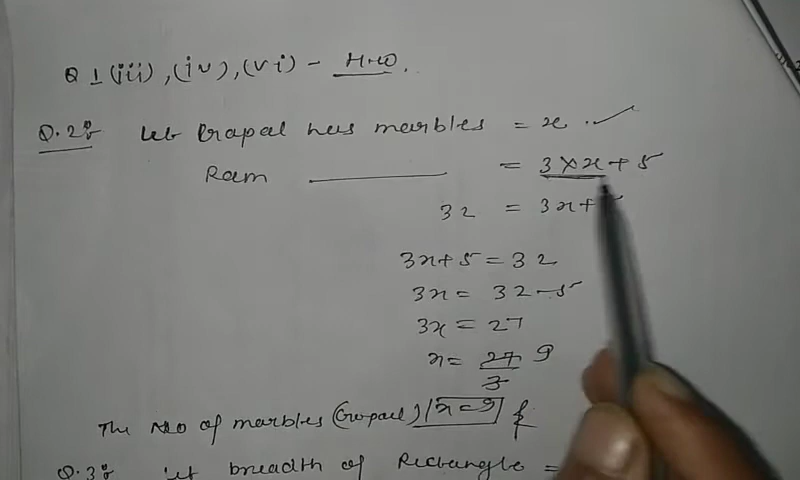 Q 1 (iii), (iv), (vi) - H.W.
Q.2 Let Gopal has marbles = x.
Ram = 3 × x + 5
32 = 3x +
3x + 5 = 32
3x = 32 - 5
3x = 27
x = 27/3 9
The No of marbles (Gopal) x = 9
Q.3 Let breadth of Rectangle =